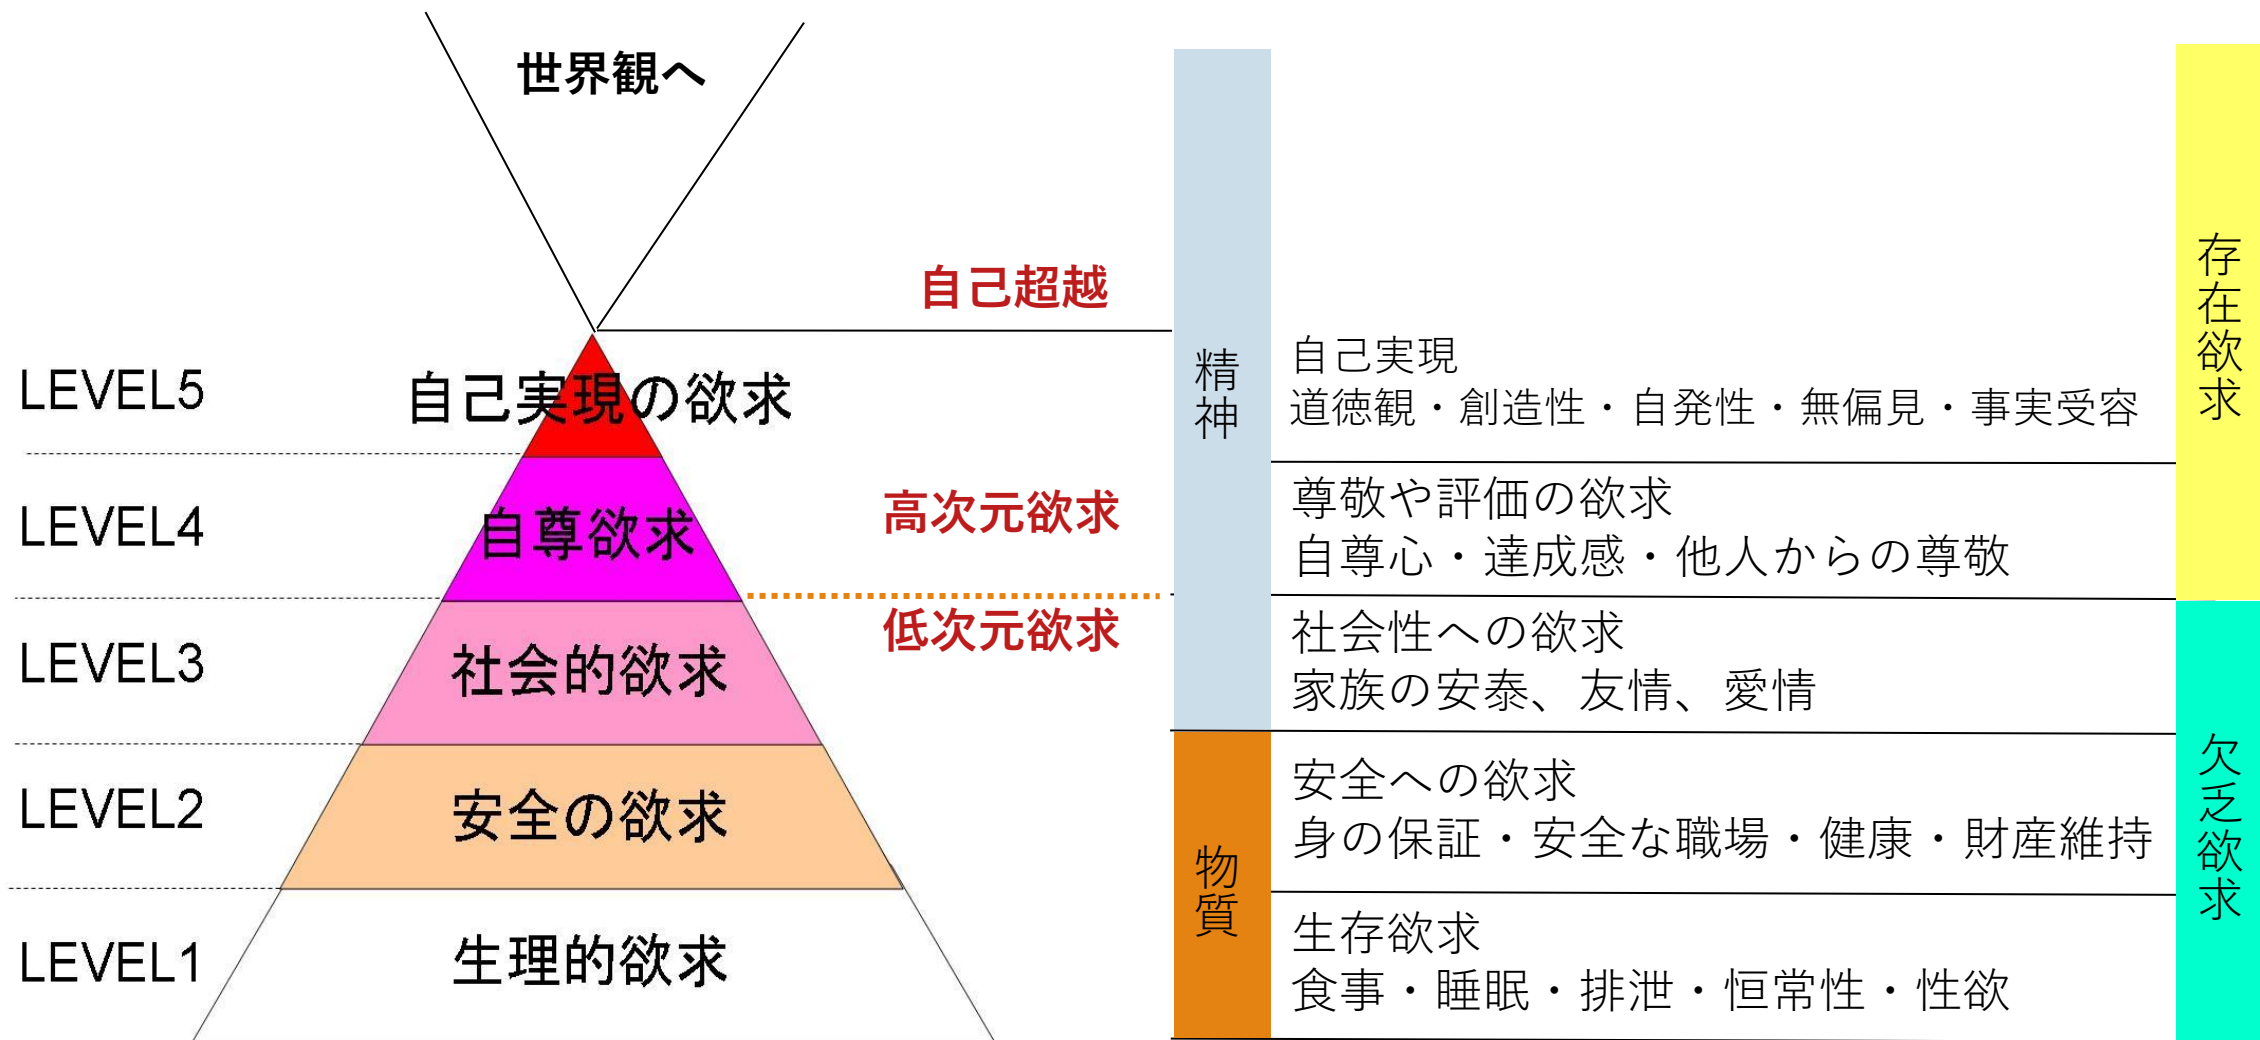 世界観へ
自己超越
LEVEL5
自己実現の欲求
LEVEL4
自尊欲求
高次元欲求
低次元欲求
LEVEL3
社会的欲求
LEVEL2
安全の欲求
LEVEL1
生理的欲求
精神
物質
自己実現
道徳観・創造性・自発性・無偏見・事実受容
尊敬や評価の欲求
自尊心・達成感・他人からの尊敬
社会性への欲求
家族の安泰、友情、愛情
安全への欲求
身の保証・安全な職場・健康・財産維持
生存欲求
食事・睡眠・排泄・恒常性・性欲
存在欲求
欠乏欲求